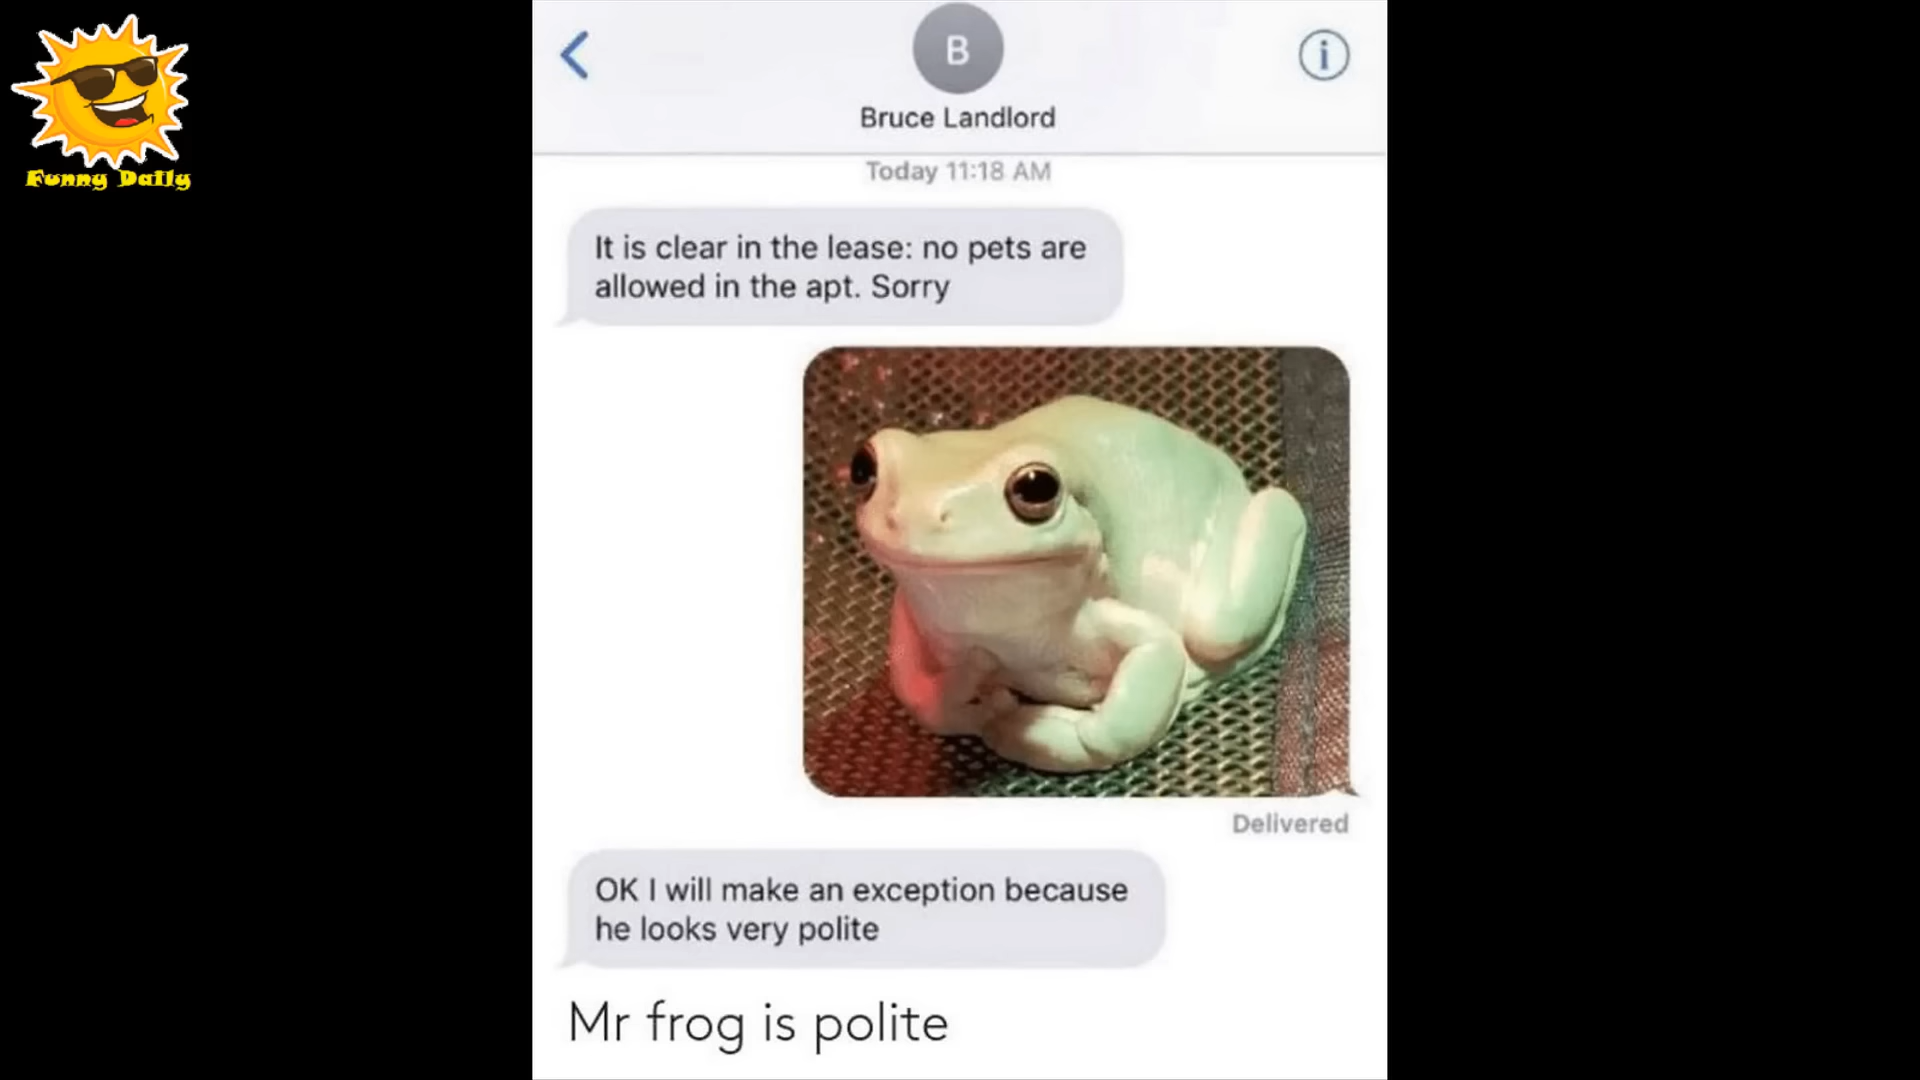 Funny Daily
B
i
Bruce Landlord
Today 11:18 AM
It is clear in the lease: no pets are
allowed in the apt. Sorry
Delivered
OK I will make an exception because
he looks very polite
Mr frog is polite